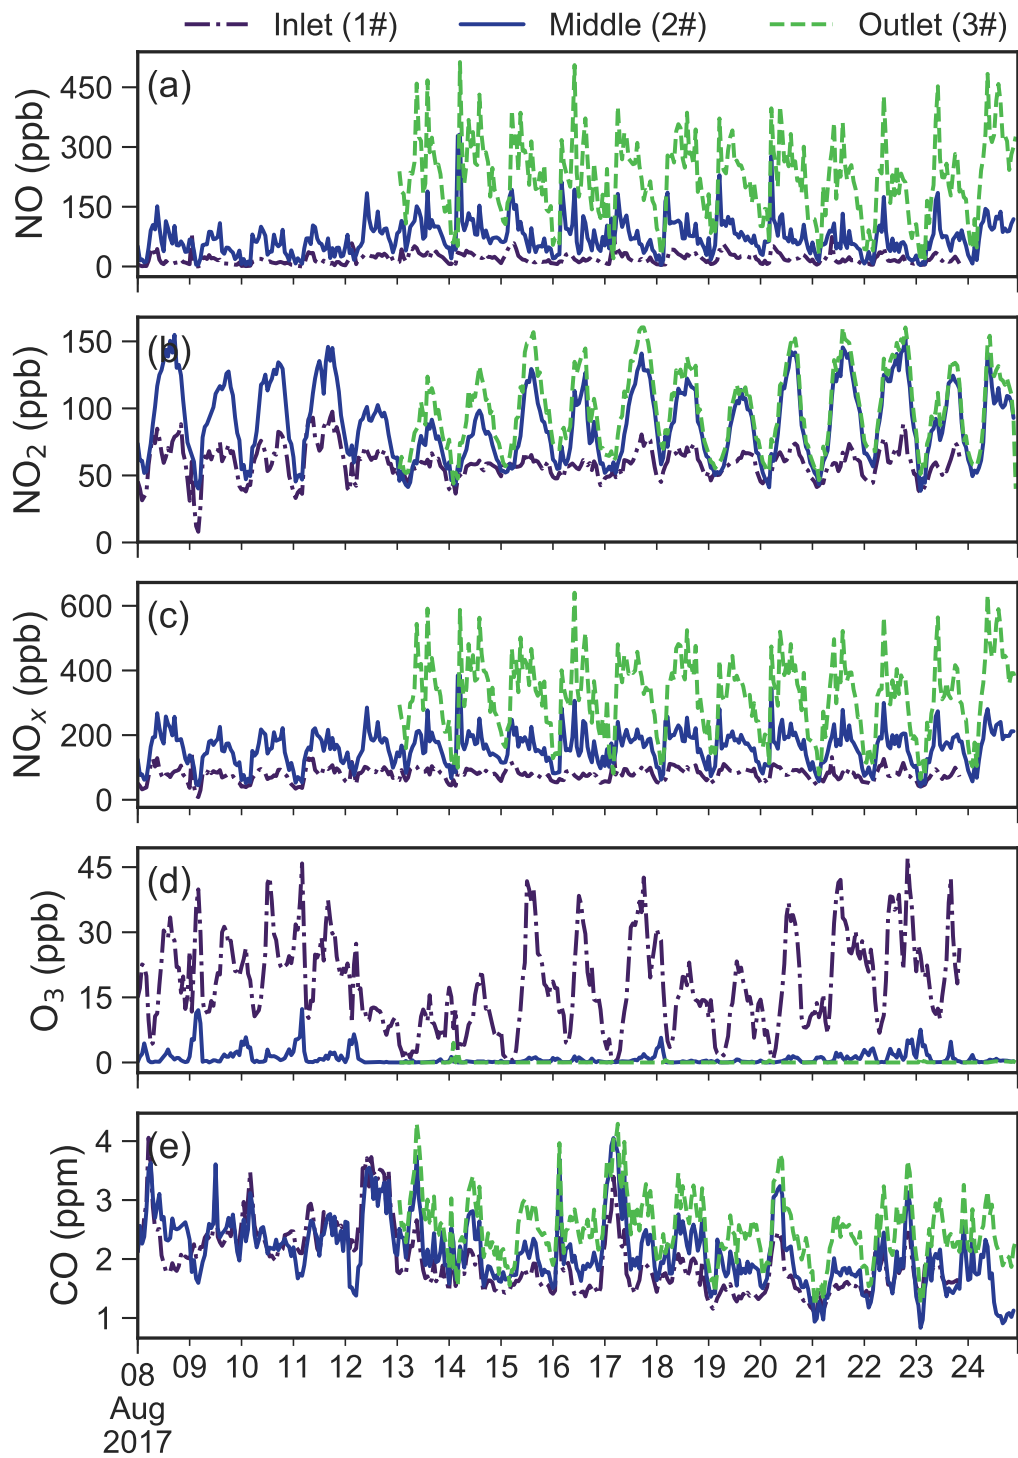 Inlet (1#) Middle (2#) Outlet (3#)
(a)
NO (ppb)
450
300
150
0
(b)
NO2 (ppb)
150
100
50
0
(c)
NOx (ppb)
600
400
200
0
(d)
O3 (ppb)
45
30
15
0
(e)
CO (ppm)
4
3
2
1
08 09 10 11 12 13 14 15 16 17 18 19 20 21 22 23 24
Aug
2017